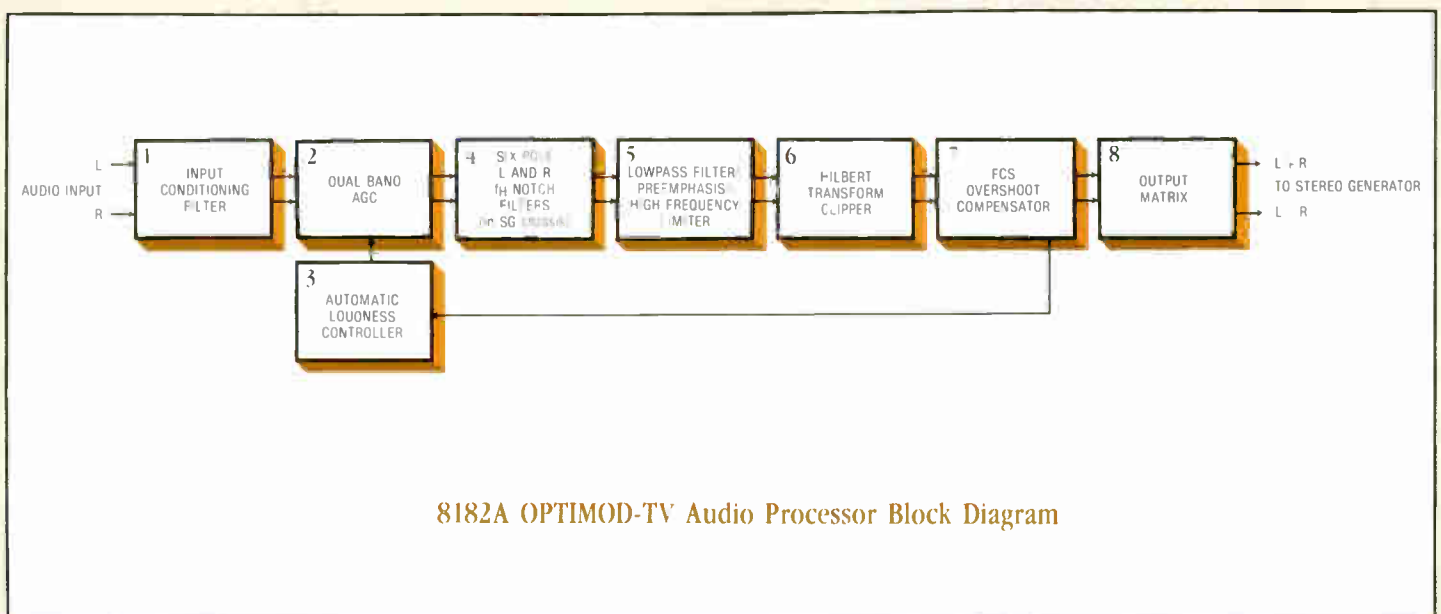 L
AUDIO INPUT
R
1
INPUT
CONDITIONING
FILTER
2
DUAL BAND
AGC
3
AUTOMATIC
LOUDNESS
CONTROLLER
4
SIX POLE
L AND R
fH NOTCH
FILTERS
SG
5
LOWPASS FILTER
PREEMPHASIS
HIGH FREQUENCY
LIMITER
6
HILBERT
TRANSFORM
CLIPPER
7
FCS
OVERSHOOT
COMPENSATOR
8
OUTPUT
MATRIX
L + R
TO STEREO GENERATOR
L R
8182A OPTIMOD-TV Audio Processor Block Diagram